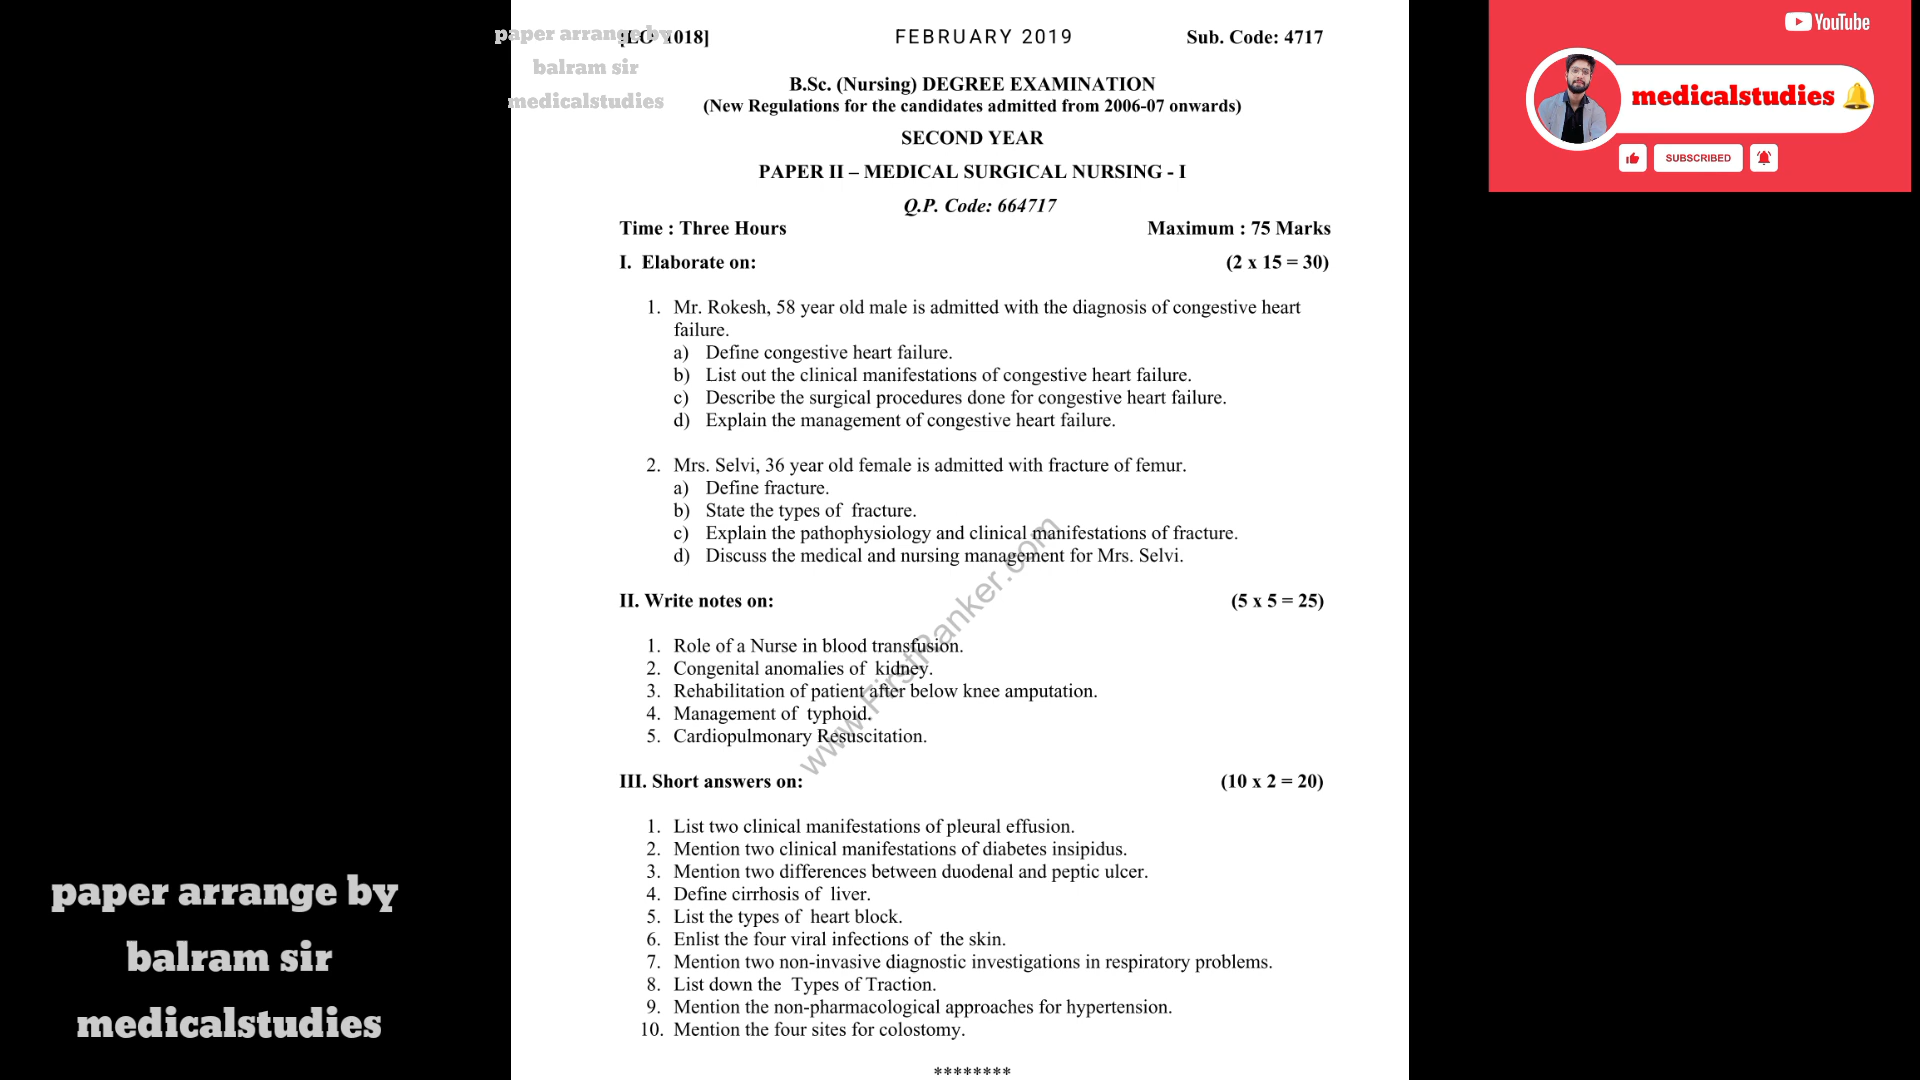 paper arrange by
balram sir
medicalstudies
1018]
FEBRUARY 2019
Sub. Code: 4717
B.Sc. (Nursing) DEGREE EXAMINATION
(New Regulations for the candidates admitted from 2006-07 onwards)
SECOND YEAR
PAPER II – MEDICAL SURGICAL NURSING - I
Q.P. Code: 664717
Time : Three Hours Maximum : 75 Marks
I. Elaborate on: (2 x 15 = 30)
1. Mr. Rokesh, 58 year old male is admitted with the diagnosis of congestive heart
failure.
a) Define congestive heart failure.
b) List out the clinical manifestations of congestive heart failure.
c) Describe the surgical procedures done for congestive heart failure.
d) Explain the management of congestive heart failure.
2. Mrs. Selvi, 36 year old female is admitted with fracture of femur.
a) Define fracture.
b) State the types of fracture.
c) Explain the pathophysiology and clinical manifestations of fracture.
d) Discuss the medical and nursing management for Mrs. Selvi.
II. Write notes on: (5 x 5 = 25)
1. Role of a Nurse in blood transfusion.
2. Congenital anomalies of kidney.
3. Rehabilitation of patient after below knee amputation.
4. Management of typhoid.
5. Cardiopulmonary Resuscitation.
III. Short answers on: (10 x 2 = 20)
1. List two clinical manifestations of pleural effusion.
2. Mention two clinical manifestations of diabetes insipidus.
3. Mention two differences between duodenal and peptic ulcer.
4. Define cirrhosis of liver.
5. List the types of heart block.
6. Enlist the four viral infections of the skin.
7. Mention two non-invasive diagnostic investigations in respiratory problems.
8. List down the Types of Traction.
9. Mention the non-pharmacological approaches for hypertension.
10. Mention the four sites for colostomy.
********
www.FirstRanker.com
YouTube
medicalstudies
SUBSCRIBED
paper arrange by
balram sir
medicalstudies